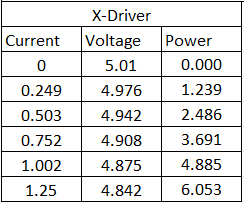 X-Driver
Current Voltage Power
0 5.01 0.000
0.249 4.976 1.239
0.503 4.942 2.486
0.752 4.908 3.691
1.002 4.875 4.885
1.25 4.842 6.053